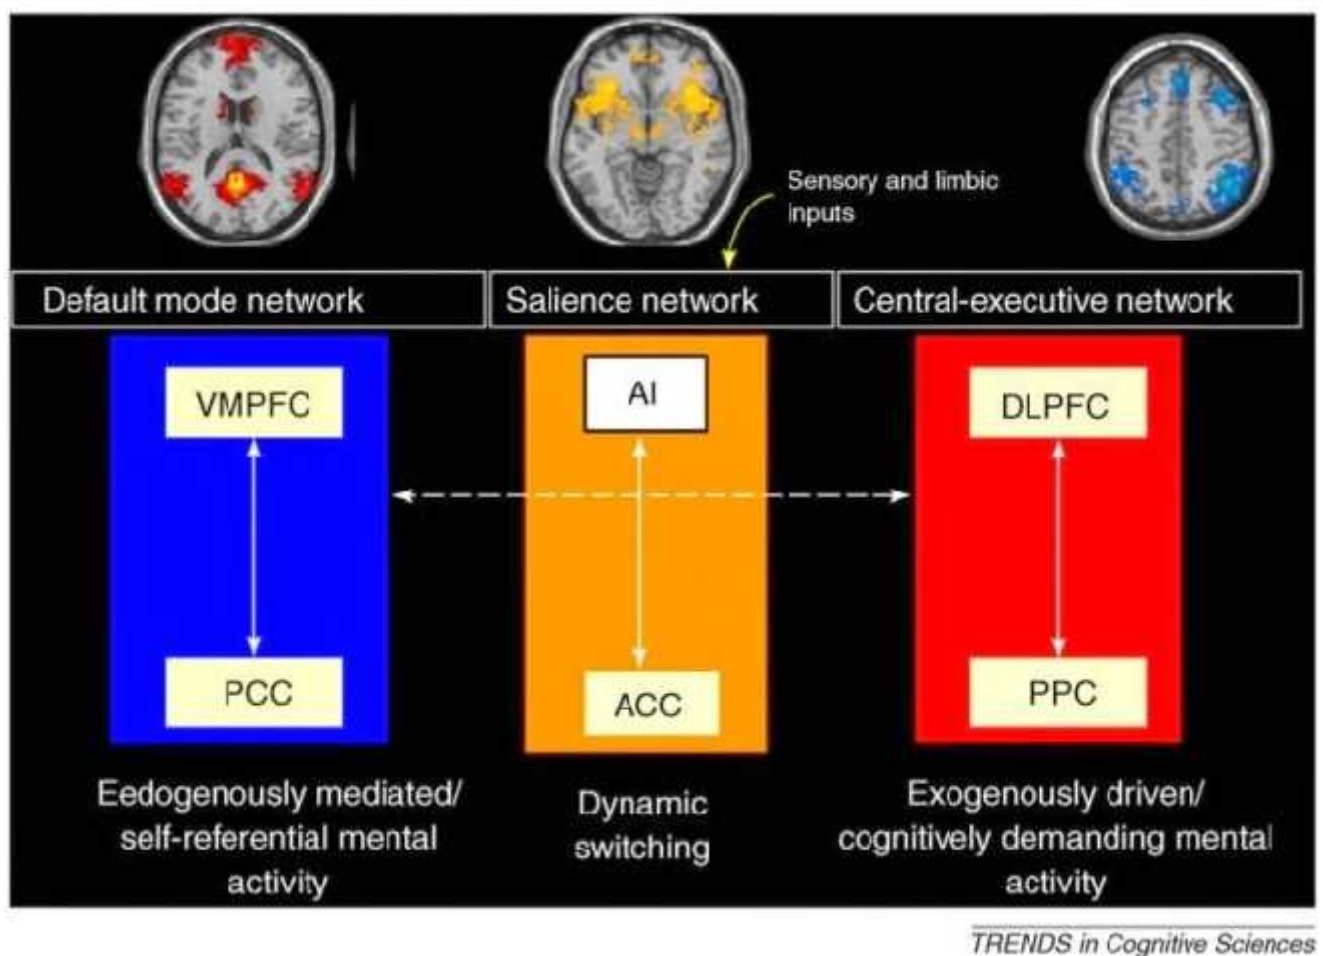 Sensory and limbic
inputs
Default mode network
Salience network
Central-executive network
VMPFC
AI
DLPFC
PCC
ACC
PPC
Eedogenously mediated/
self-referential mental
activity
Dynamic
switching
Exogenously driven/
cognitively demanding mental
activity
TRENDS in Cognitive Sciences